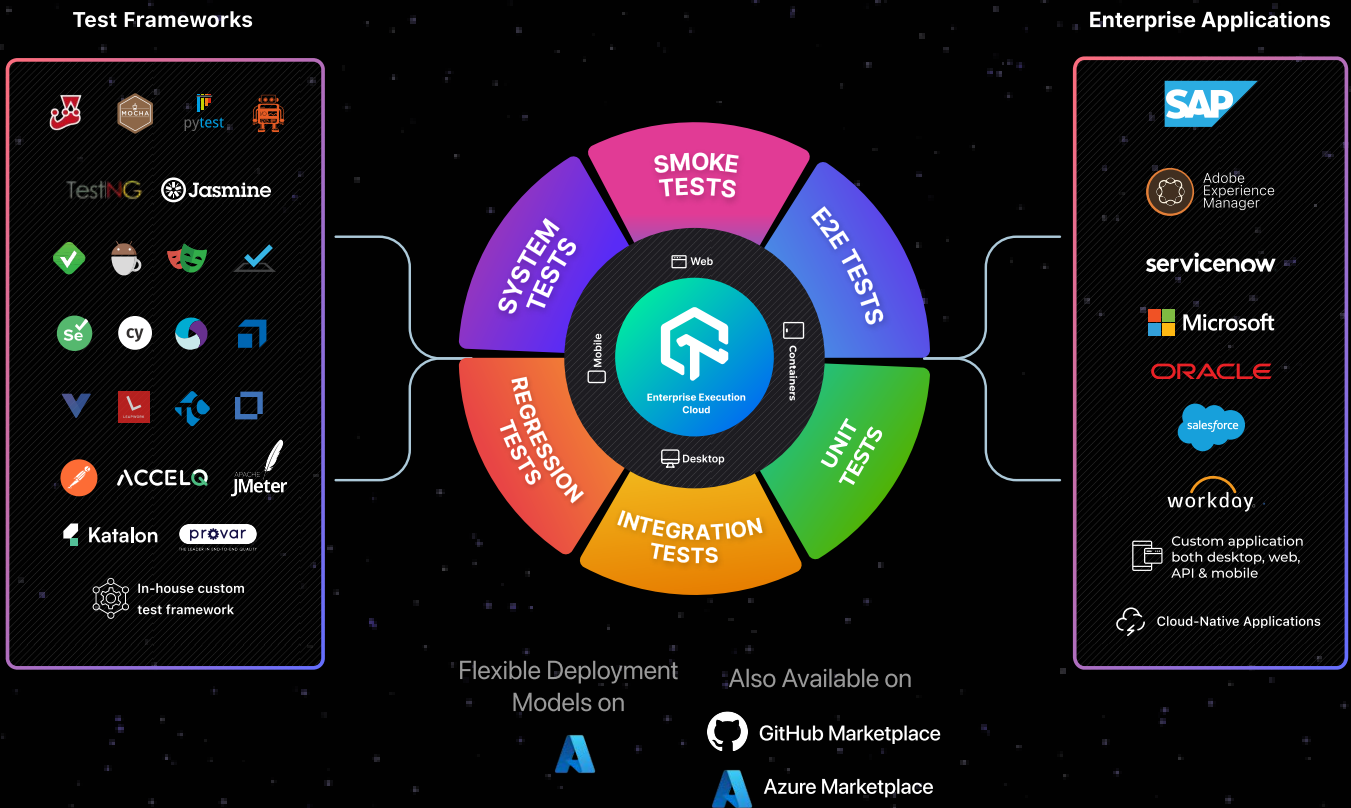 Test Frameworks
MOCHA
pytest
TestNG
Jasmine
Se
cy
LEAPWORK
ACCELQ
APACHE
JMeter
Katalon
provar
THE LEADER IN END-TO-END QUALITY
In-house custom
test framework
SMOKE
TESTS
SYSTEM
TESTS
E2E TESTS
Web
Mobile
Containers
Enterprise Execution
Cloud
Desktop
REGRESSION
TESTS
UNIT
TESTS
INTEGRATION
TESTS
Flexible Deployment
Models on
Also Available on
GitHub Marketplace
Azure Marketplace
Enterprise Applications
SAP
Adobe
Experience
Manager
servicenow
Microsoft
ORACLE
salesforce
workday
Custom application
both desktop, web,
API & mobile
Cloud-Native Applications